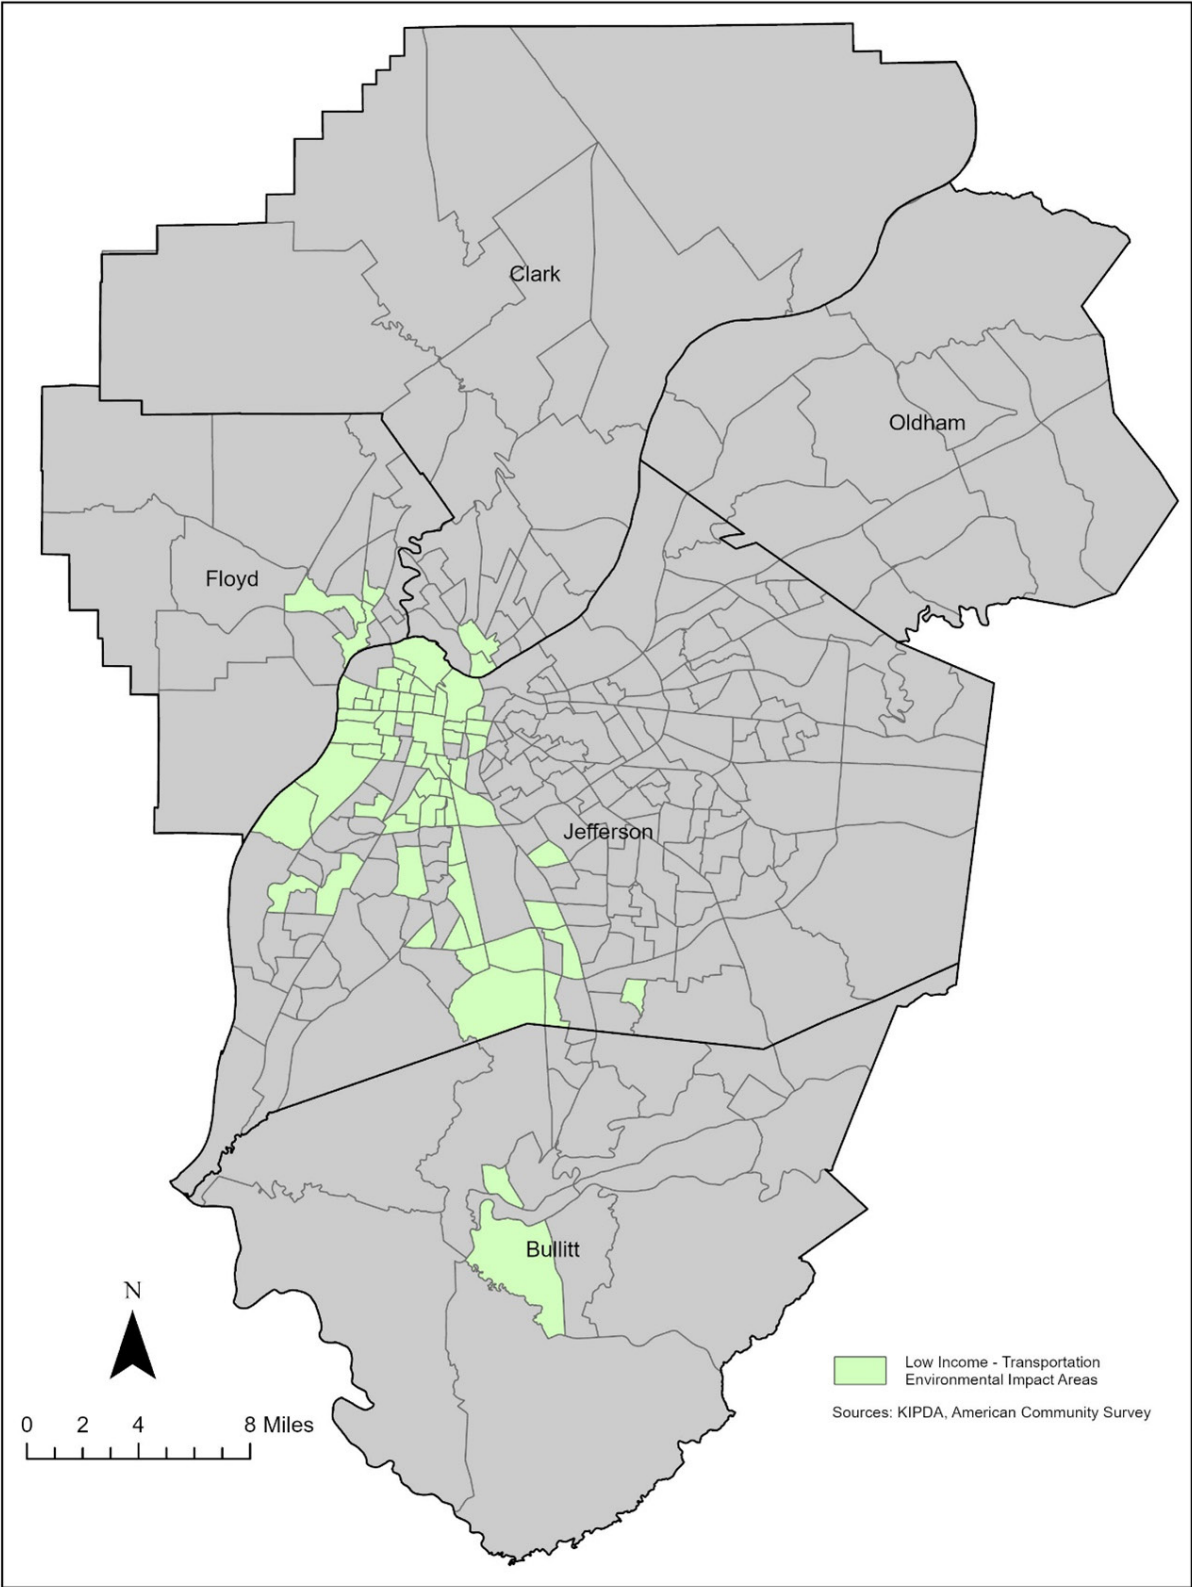 Clark
Oldham
Floyd
Jefferson
Bullitt
N
0 2 4 8 Miles
Low Income - Transportation
Environmental Impact Areas
Sources: KIPDA, American Community Survey